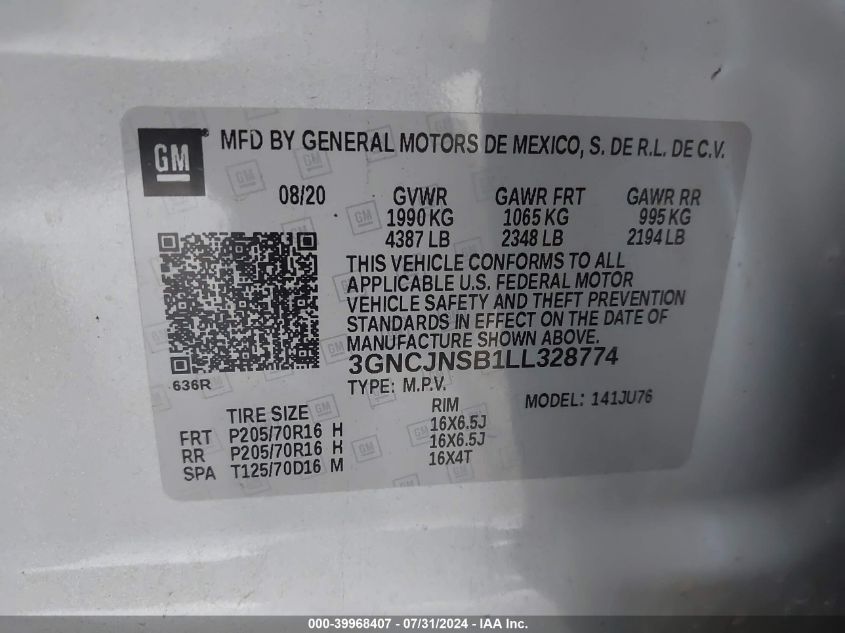 GM
®
MFD BY GENERAL MOTORS DE MEXICO, S. DE R.L. DE C.V.
08/20 GVWR GAWR FRT GAWR RR
1990 KG 1065 KG 995 KG
4387 LB 2348 LB 2194 LB
THIS VEHICLE CONFORMS TO ALL
APPLICABLE U.S. FEDERAL MOTOR
VEHICLE SAFETY AND THEFT PREVENTION
STANDARDS IN EFFECT ON THE DATE OF
MANUFACTURE SHOWN ABOVE.
3GNCJNSB1LL328774
636R
TYPE: M.P.V. MODEL: 141JU76
TIRE SIZE RIM
FRT P205/70R16 H 16X6.5J
RR P205/70R16 H 16X6.5J
SPA T125/70D16 M 16X4T
000-39968407 - 07/31/2024 - IAA Inc.